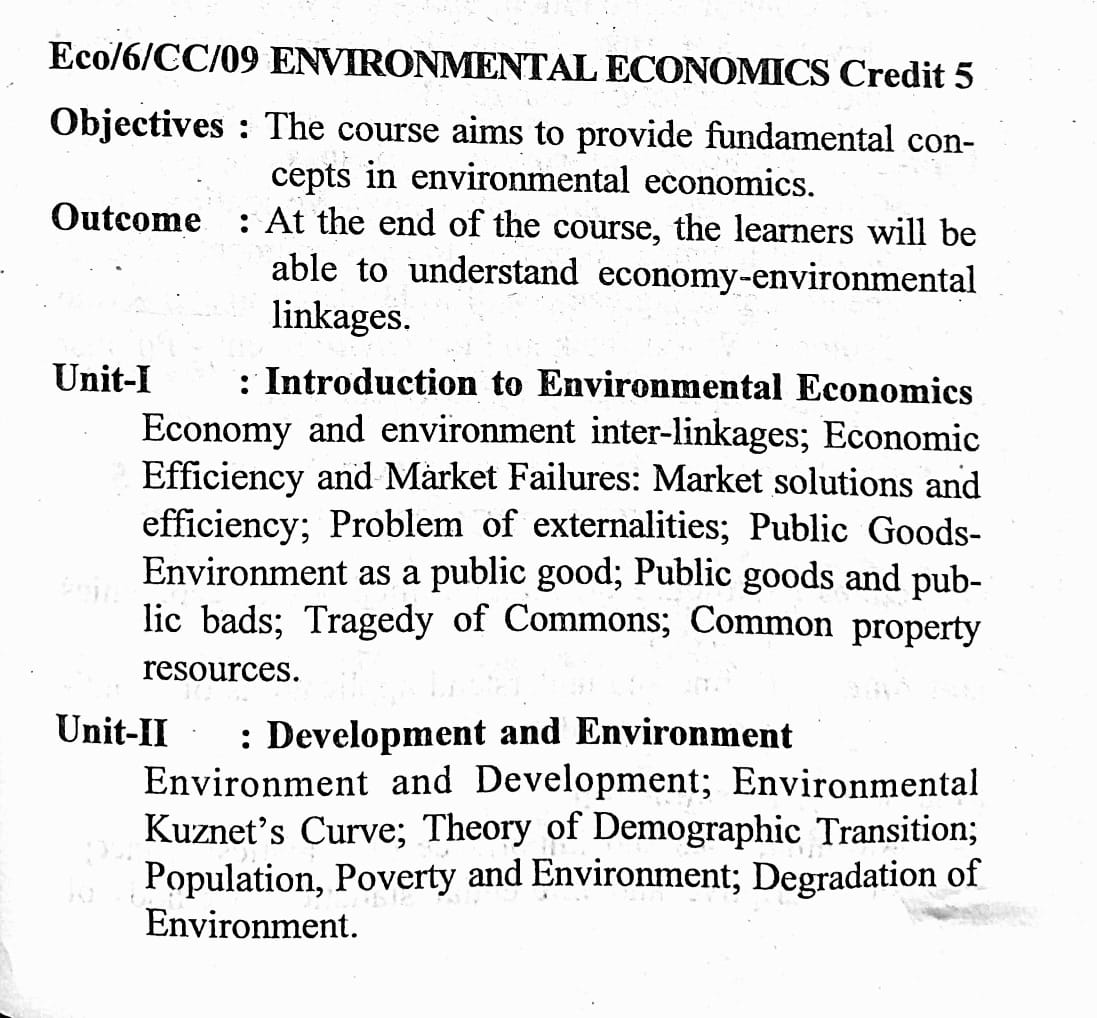 Eco/6/CC/09 ENVIRONMENTAL ECONOMICS Credit 5
Objectives : The course aims to provide fundamental con-
cepts in environmental economics.
Outcome : At the end of the course, the learners will be
able to understand economy-environmental
linkages.
Unit-I : Introduction to Environmental Economics
Economy and environment inter-linkages; Economic
Efficiency and Market Failures: Market solutions and
efficiency; Problem of externalities; Public Goods-
Environment as a public good; Public goods and pub-
lic bads; Tragedy of Commons; Common property
resources.
Unit-II : Development and Environment
Environment and Development; Environmental
Kuznet's Curve; Theory of Demographic Transition;
Population, Poverty and Environment; Degradation of
Environment.